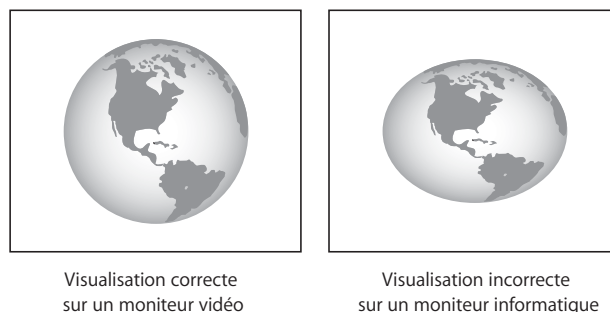 Visualisation correcte
sur un moniteur vidéo
Visualisation incorrecte
sur un moniteur informatique